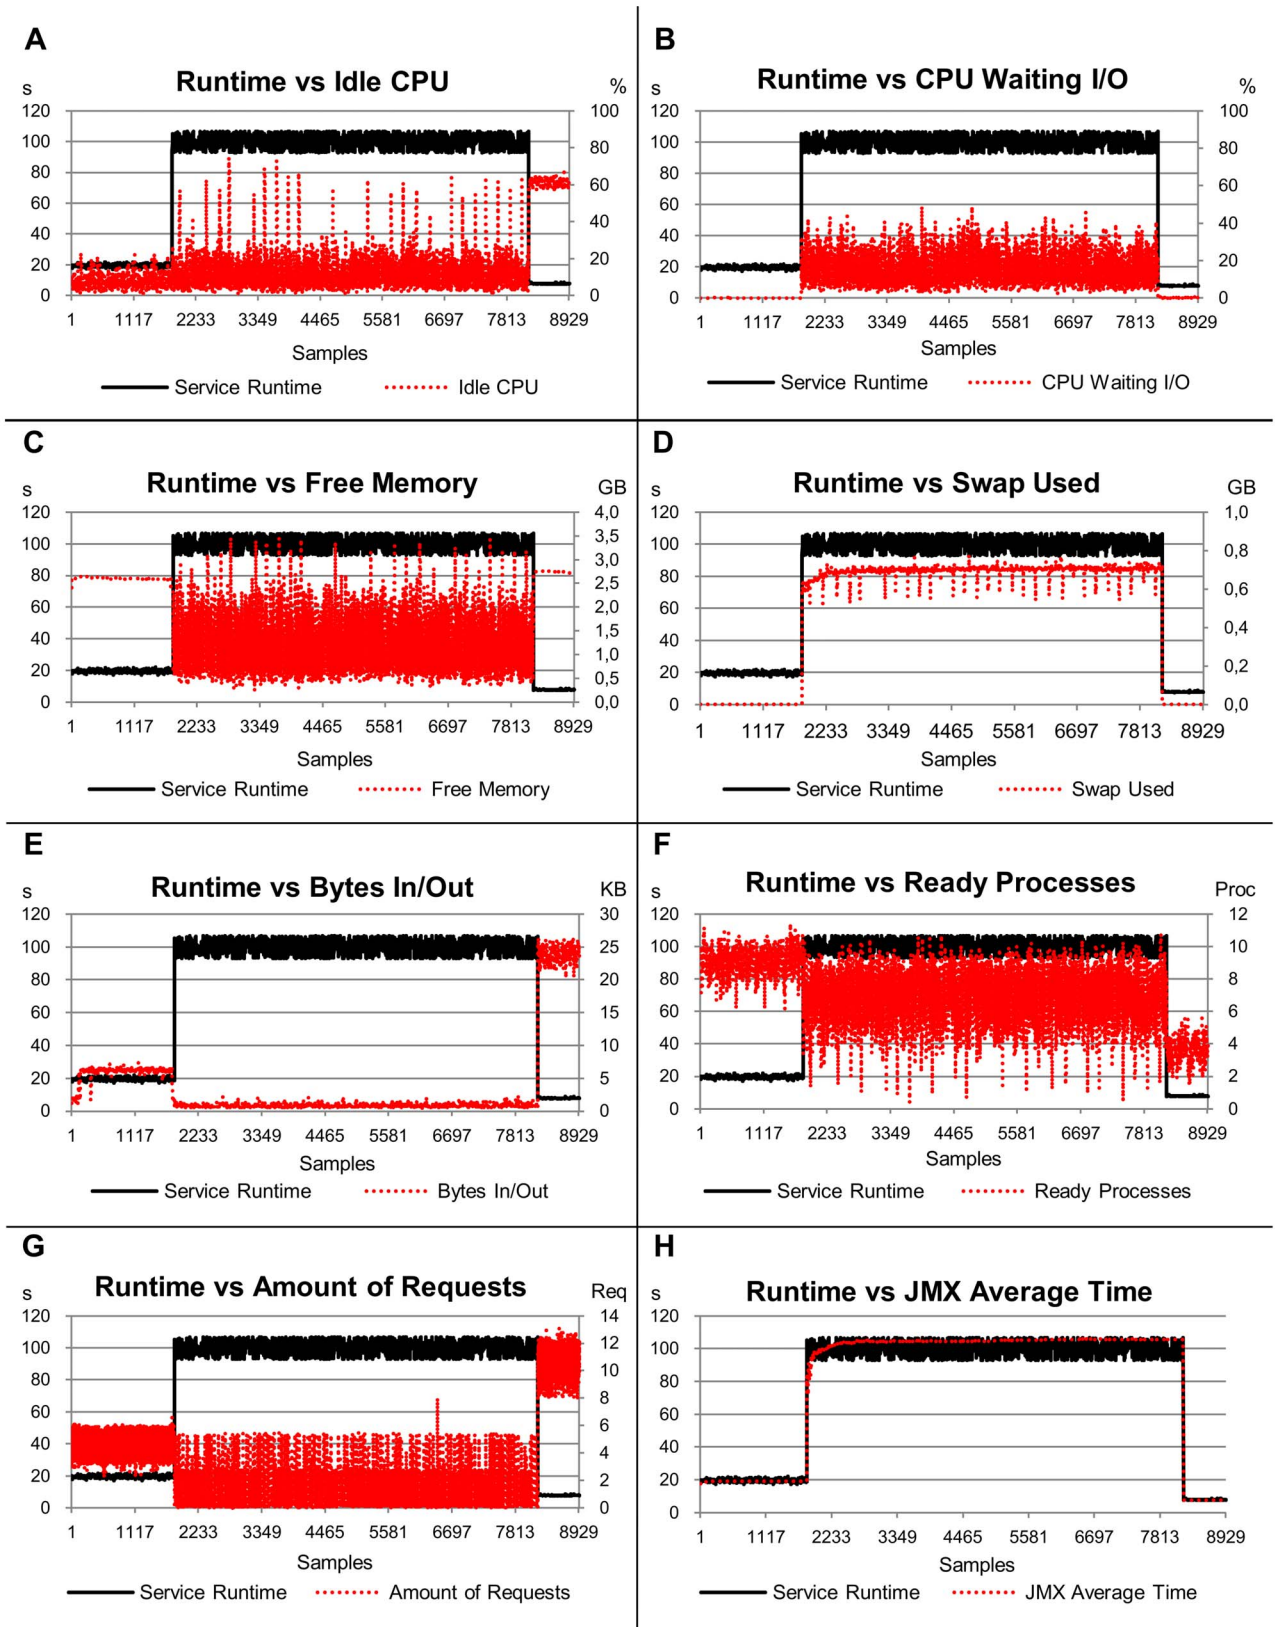 A
Runtime vs Idle CPU
s
%
120
100
80
60
40
20
0
100
80
60
40
20
0
1 1117 2233 3349 4465 5581 6697 7813 8929
Samples
Service Runtime Idle CPU
B
Runtime vs CPU Waiting I/O
s
%
120
100
80
60
40
20
0
100
80
60
40
20
0
1 1117 2233 3349 4465 5581 6697 7813 8929
Samples
Service Runtime CPU Waiting I/O
C
Runtime vs Free Memory
s
GB
120
100
80
60
40
20
0
4,0
3,5
3,0
2,5
2,0
1,5
1,0
0,5
0,0
1 1117 2233 3349 4465 5581 6697 7813 8929
Samples
Service Runtime Free Memory
D
Runtime vs Swap Used
s
GB
120
100
80
60
40
20
0
1,0
0,8
0,6
0,4
0,2
0,0
1 1117 2233 3349 4465 5581 6697 7813 8929
Samples
Service Runtime Swap Used
E
Runtime vs Bytes In/Out
s
KB
120
100
80
60
40
20
0
30
25
20
15
10
5
0
1 1117 2233 3349 4465 5581 6697 7813 8929
Samples
Service Runtime Bytes In/Out
F
Runtime vs Ready Processes
s
Proc
120
100
80
60
40
20
0
12
10
8
6
4
2
0
1 1117 2233 3349 4465 5581 6697 7813 8929
Samples
Service Runtime Ready Processes
G
Runtime vs Amount of Requests
s
Req
120
100
80
60
40
20
0
14
12
10
8
6
4
2
0
1 1117 2233 3349 4465 5581 6697 7813 8929
Samples
Service Runtime Amount of Requests
H
Runtime vs JMX Average Time
s
120
100
80
60
40
20
0
1 1117 2233 3349 4465 5581 6697 7813 8929
Samples
Service Runtime JMX Average Time